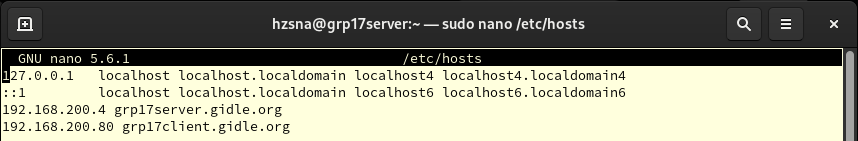 hzsna@grp17server:~ — sudo nano /etc/hosts
GNU nano 5.6.1 /etc/hosts
127.0.0.1 localhost localhost.localdomain localhost4 localhost4.localdomain4
::1 localhost localhost.localdomain localhost6 localhost6.localdomain6
192.168.200.4 grp17server.gidle.org
192.168.200.80 grp17client.gidle.org